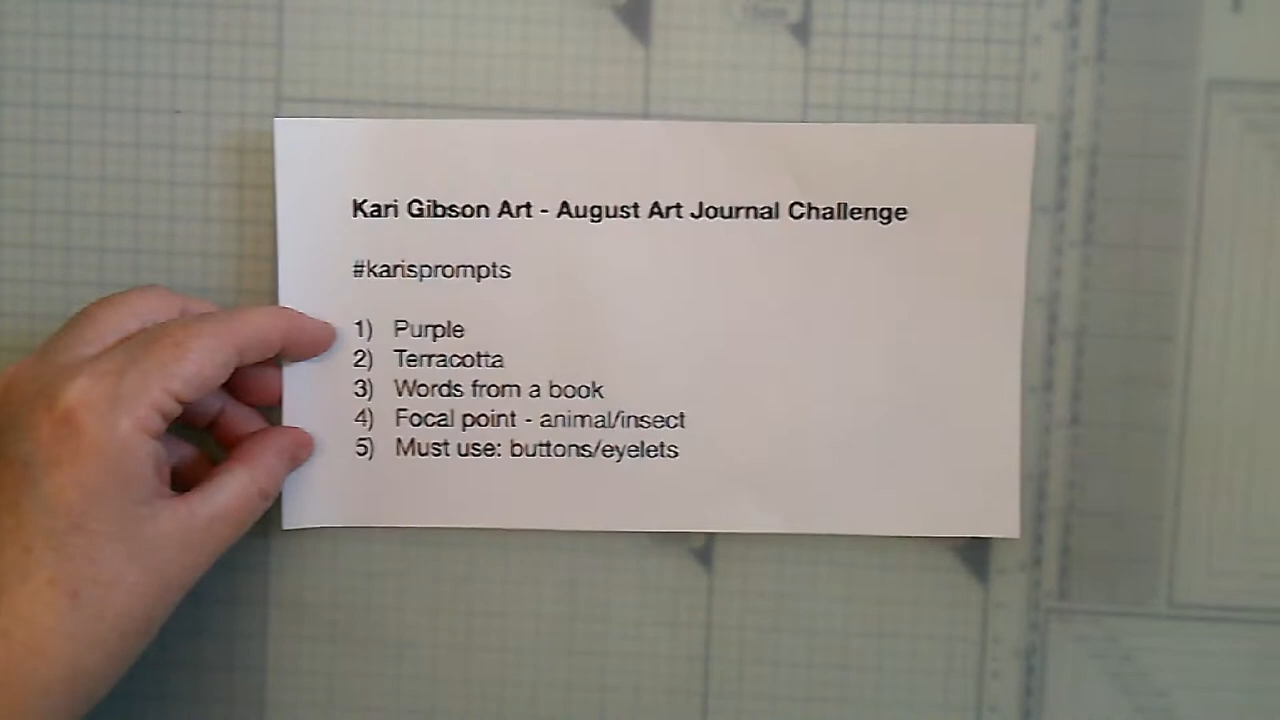 Kari Gibson Art - August Art Journal Challenge
#karisprompts
1) Purple
2) Terracotta
3) Words from a book
4) Focal point - animal/insect
5) Must use: buttons/eyelets